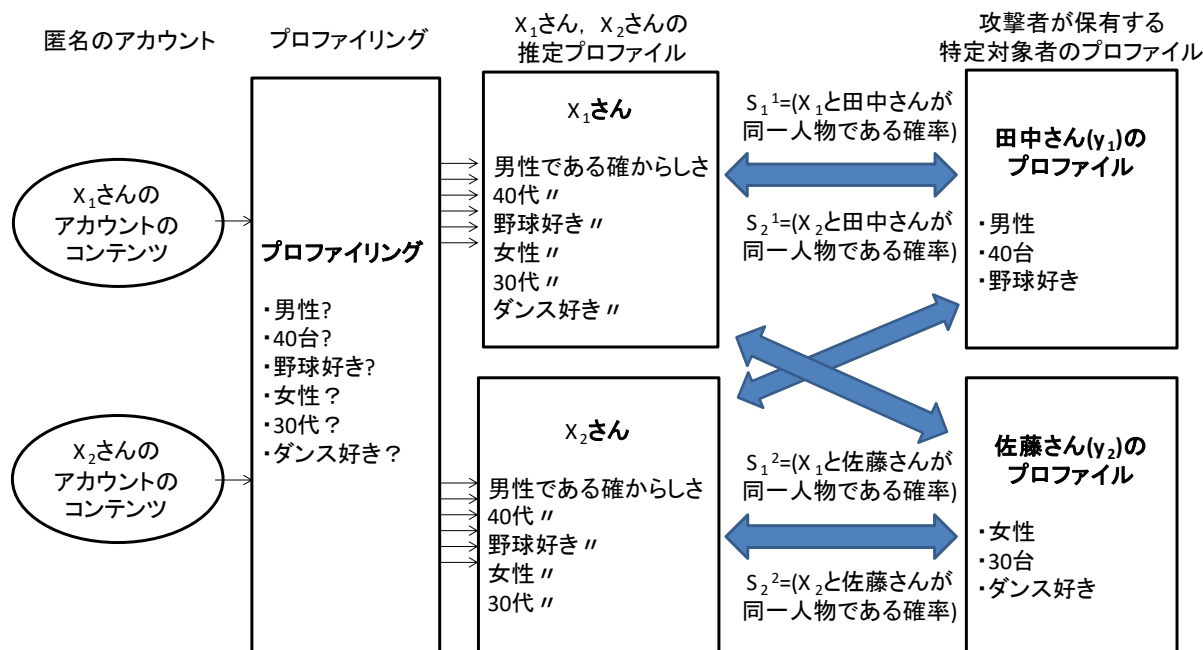 匿名のアカウント
プロファイリング
X₁さん，X₂さんの
推定プロファイル
攻撃者が保有する
特定対象者のプロファイル
X₁さんの
アカウントの
コンテンツ
X₂さんの
アカウントの
コンテンツ
プロファイリング
・男性?
・40台?
・野球好き?
・女性？
・30代？
・ダンス好き？
X₁さん
男性である確からしさ
40代〃
野球好き〃
女性〃
30代〃
ダンス好き〃
X₂さん
男性である確からしさ
40代〃
野球好き〃
女性〃
30代〃
S₁¹=(X₁と田中さんが
同一人物である確率)
S₂¹=(X₂と田中さんが
同一人物である確率)
S₁²=(X₁と佐藤さんが
同一人物である確率)
S₂²=(X₂と佐藤さんが
同一人物である確率)
田中さん(y₁)の
プロファイル
・男性
・40台
・野球好き
佐藤さん(y₂)の
プロファイル
・女性
・30台
・ダンス好き